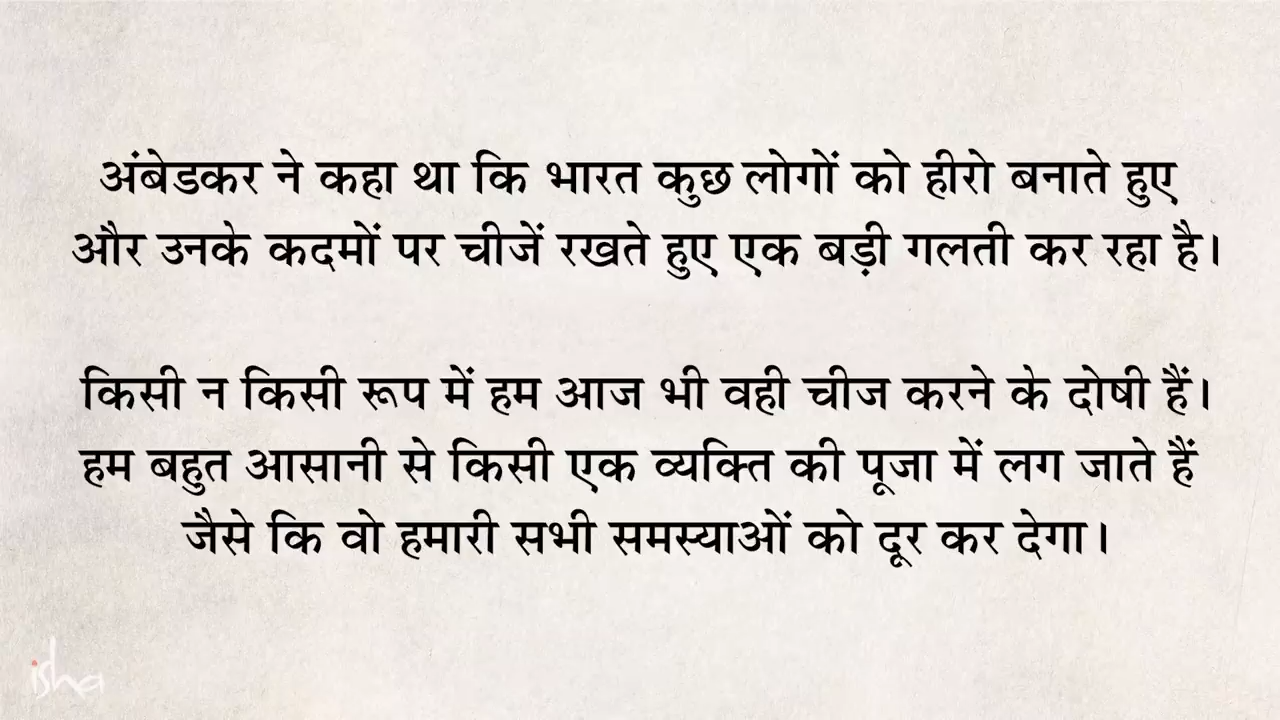 अंबेडकर ने कहा था कि भारत कुछ लोगों को हीरो बनाते हुए
और उनके कदमों पर चीजें रखते हुए एक बड़ी गलती कर रहा है।
किसी न किसी रूप में हम आज भी वही चीज करने के दोषी हैं।
हम बहुत आसानी से किसी एक व्यक्ति की पूजा में लग जाते हैं
जैसे कि वो हमारी सभी समस्याओं को दूर कर देगा।
isha